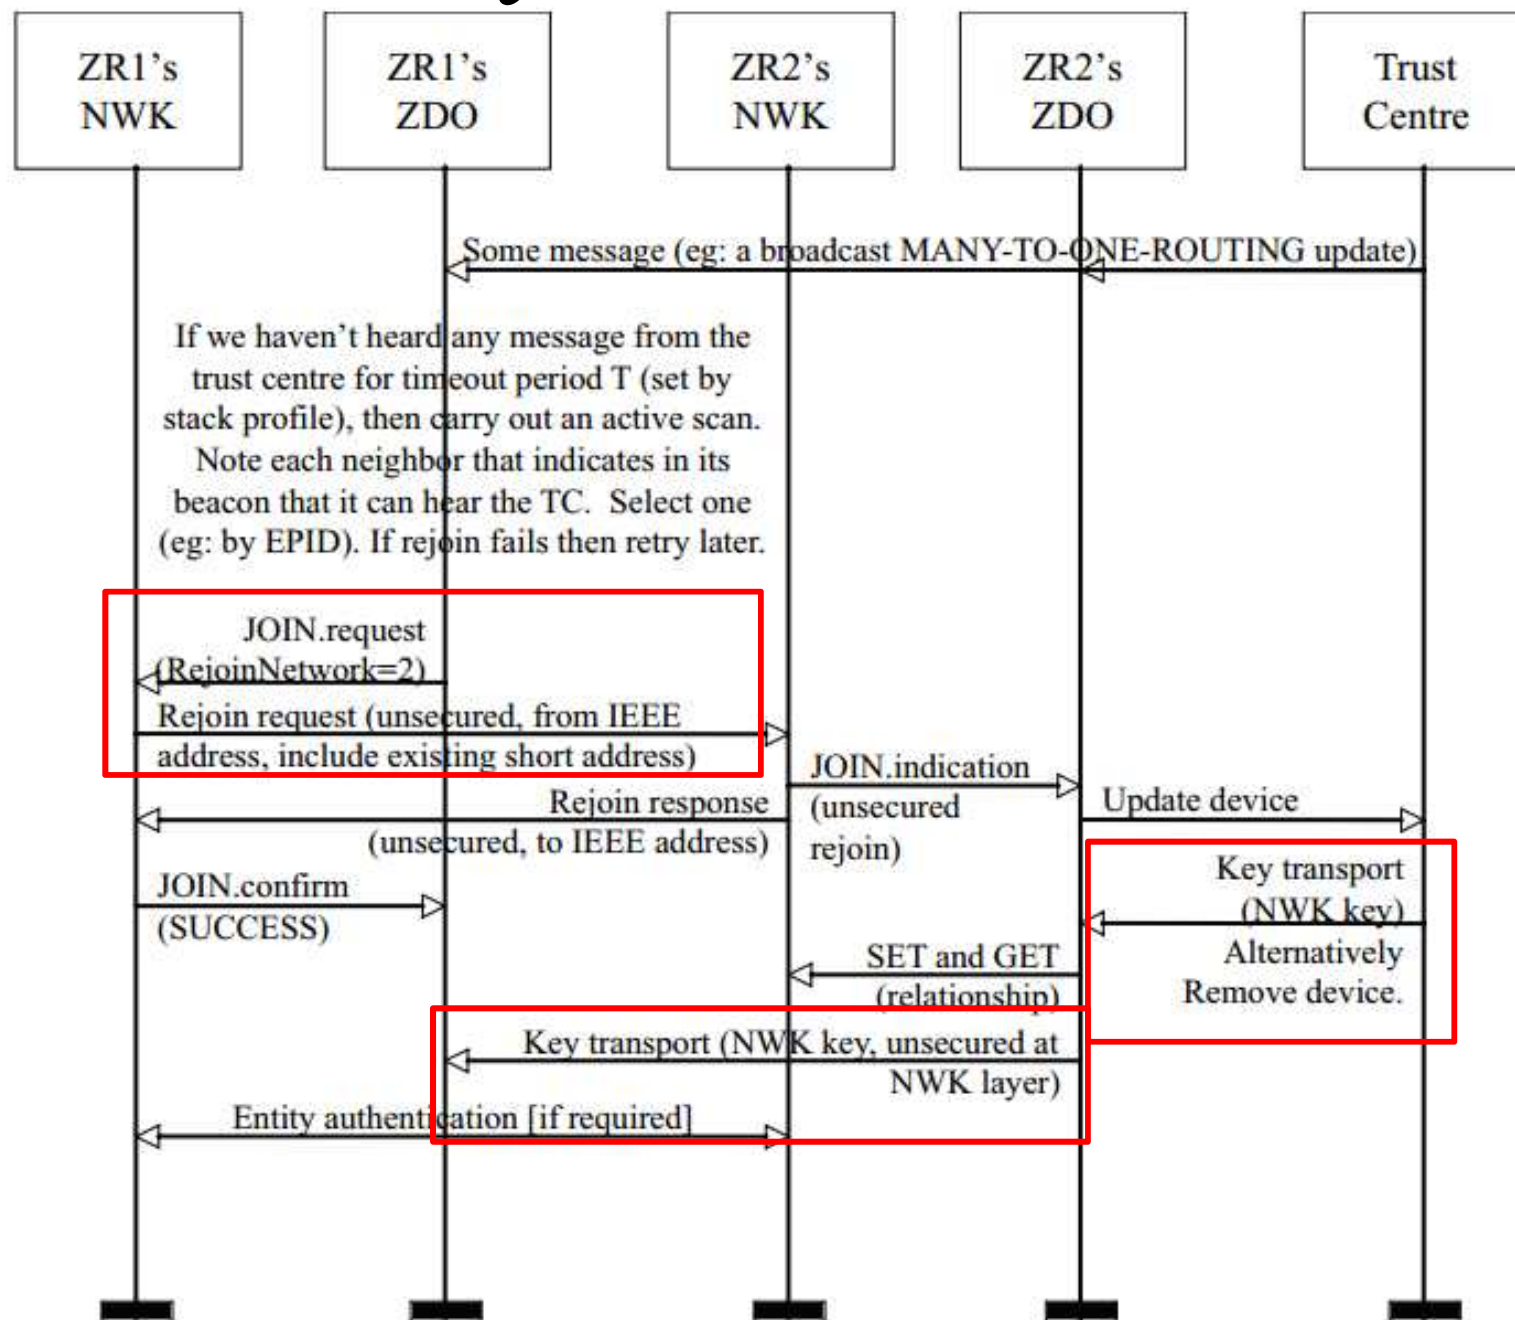 ZR1's
NWK
ZR1's
ZDO
ZR2's
NWK
ZR2's
ZDO
Trust
Centre
Some message (eg: a broadcast MANY-TO-ONE-ROUTING update)
If we haven't heard any message from the
trust centre for timeout period T (set by
stack profile), then carry out an active scan.
Note each neighbor that indicates in its
beacon that it can hear the TC. Select one
(eg: by EPID). If rejoin fails then retry later.
JOIN.request
(RejoinNetwork=2)
Rejoin request (unsecured, from IEEE
address, include existing short address)
JOIN.indication
(unsecured
rejoin)
Rejoin response
(unsecured, to IEEE address)
Update device
JOIN.confirm
(SUCCESS)
Key transport
(NWK key)
Alternatively
Remove device.
SET and GET
(relationship)
Key transport (NWK key, unsecured at
NWK layer)
Entity authentication [if required]